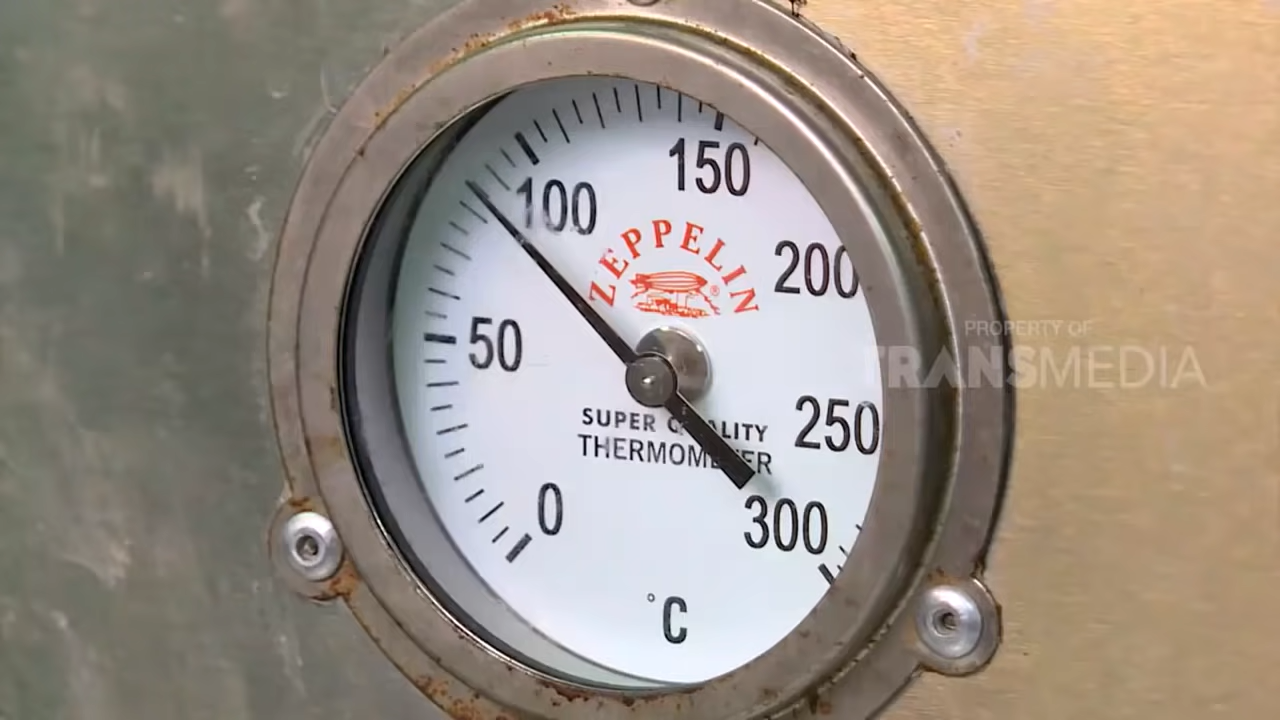 150
100
200
ZEPPELIN
®
50
PROPERTY OF
TRANSMEDIA
250
SUPER QUALITY
THERMOMETER
0
300
°C